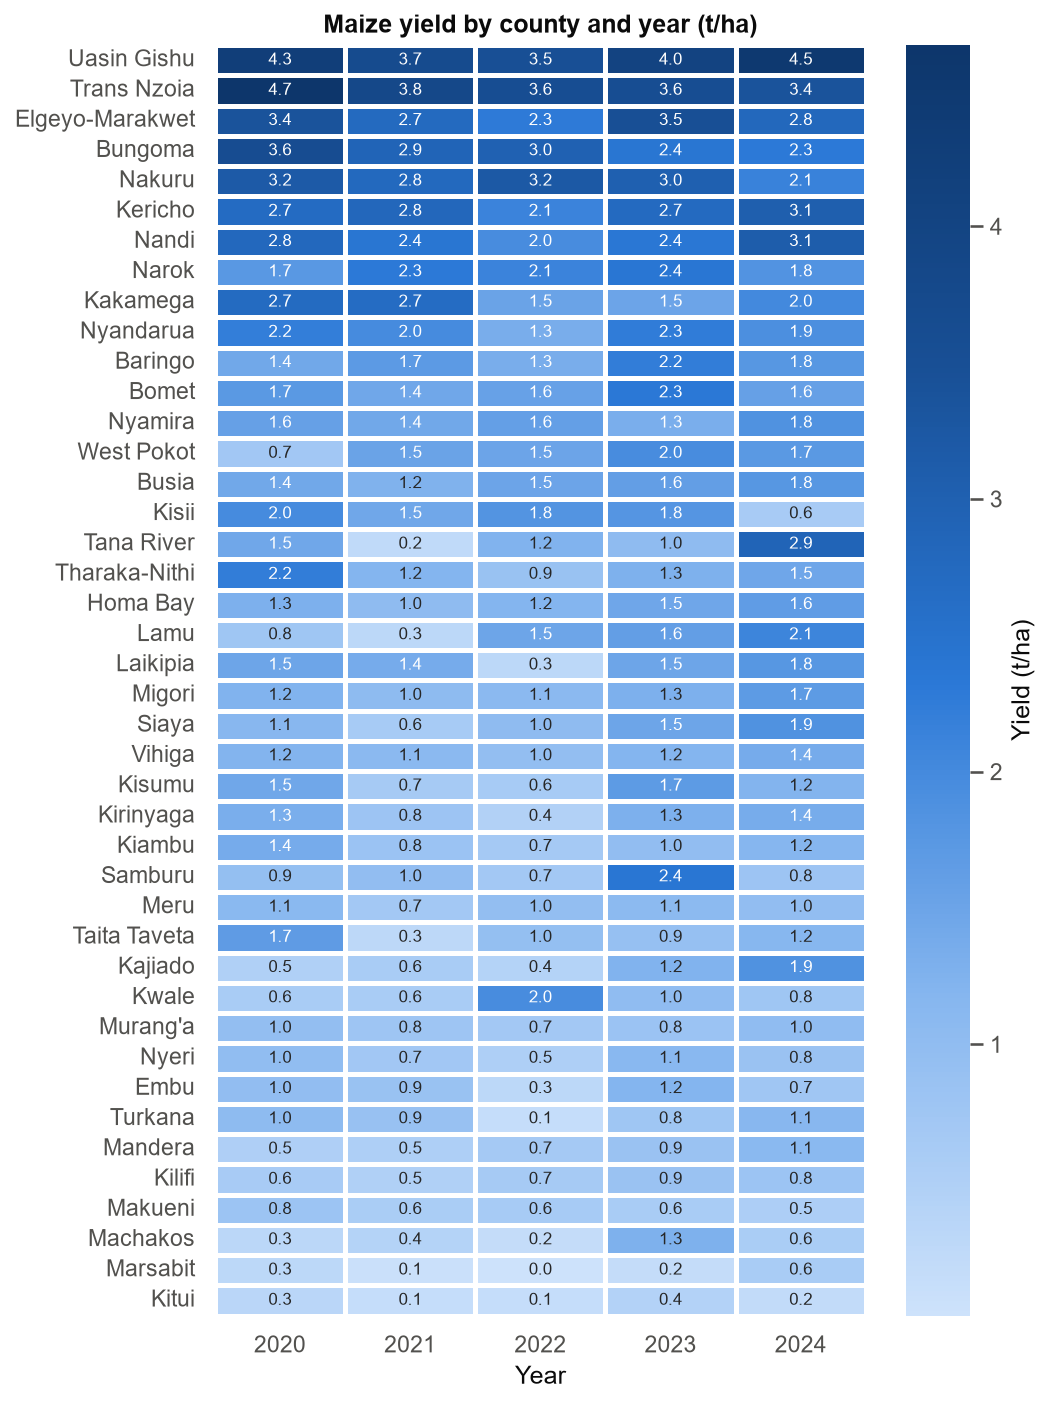 Maize yield by county and year (t/ha)
Uasin Gishu 4.3 3.7 3.5 4.0 4.5
Trans Nzoia 4.7 3.8 3.6 3.6 3.4
Elgeyo-Marakwet 3.4 2.7 2.3 3.5 2.8
Bungoma 3.6 2.9 3.0 2.4 2.3
Nakuru 3.2 2.8 3.2 3.0 2.1
Kericho 2.7 2.8 2.1 2.7 3.1
Nandi 2.8 2.4 2.0 2.4 3.1
Narok 1.7 2.3 2.1 2.4 1.8
Kakamega 2.7 2.7 1.5 1.5 2.0
Nyandarua 2.2 2.0 1.3 2.3 1.9
Baringo 1.4 1.7 1.3 2.2 1.8
Bomet 1.7 1.4 1.6 2.3 1.6
Nyamira 1.6 1.4 1.6 1.3 1.8
West Pokot 0.7 1.5 1.5 2.0 1.7
Busia 1.4 1.2 1.5 1.6 1.8
Kisii 2.0 1.5 1.8 1.8 0.6
Tana River 1.5 0.2 1.2 1.0 2.9
Tharaka-Nithi 2.2 1.2 0.9 1.3 1.5
Homa Bay 1.3 1.0 1.2 1.5 1.6
Lamu 0.8 0.3 1.5 1.6 2.1
Laikipia 1.5 1.4 0.3 1.5 1.8
Migori 1.2 1.0 1.1 1.3 1.7
Siaya 1.1 0.6 1.0 1.5 1.9
Vihiga 1.2 1.1 1.0 1.2 1.4
Kisumu 1.5 0.7 0.6 1.7 1.2
Kirinyaga 1.3 0.8 0.4 1.3 1.4
Kiambu 1.4 0.8 0.7 1.0 1.2
Samburu 0.9 1.0 0.7 2.4 0.8
Meru 1.1 0.7 1.0 1.1 1.0
Taita Taveta 1.7 0.3 1.0 0.9 1.2
Kajiado 0.5 0.6 0.4 1.2 1.9
Kwale 0.6 0.6 2.0 1.0 0.8
Murang'a 1.0 0.8 0.7 0.8 1.0
Nyeri 1.0 0.7 0.5 1.1 0.8
Embu 1.0 0.9 0.3 1.2 0.7
Turkana 1.0 0.9 0.1 0.8 1.1
Mandera 0.5 0.5 0.7 0.9 1.1
Kilifi 0.6 0.5 0.7 0.9 0.8
Makueni 0.8 0.6 0.6 0.6 0.5
Machakos 0.3 0.4 0.2 1.3 0.6
Marsabit 0.3 0.1 0.0 0.2 0.6
Kitui 0.3 0.1 0.1 0.4 0.2
2020 2021 2022 2023 2024
Year
4
3
2
1
Yield (t/ha)